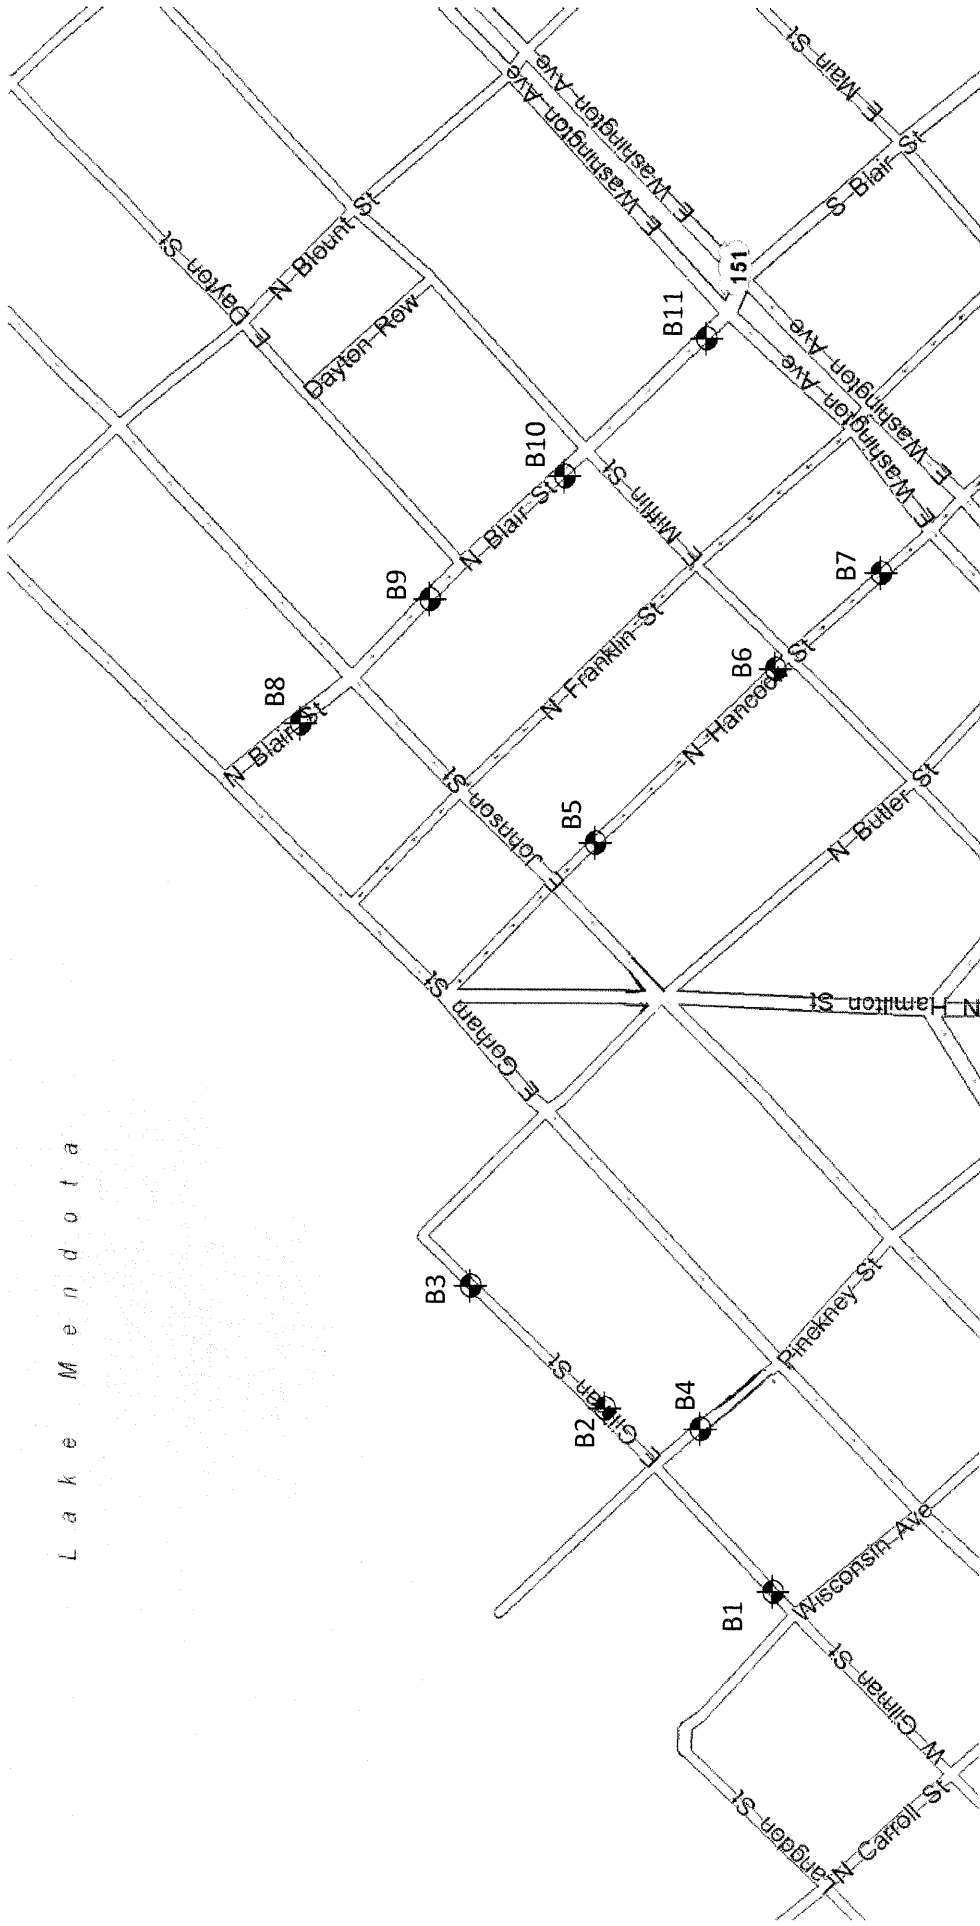 Lake Mendota
Langdon St
N Carroll St
W Gilman St
Wisconsin Ave
B1
B2
E Gilman St
B3
B4
Pinckney St
E Gorham St
N Hamilton St
N Butler St
B5
E Johnson St
N Hancock St
B6
B7
N Franklin St
E Mifflin St
N Blair St
B8
B9
N Blair St
B10
B11
Dayton Row
E Dayton St
N Blount St
E Washington Ave
E Washington Ave
E Washington Ave
E Washington Ave
151
S Blair St
E Main St